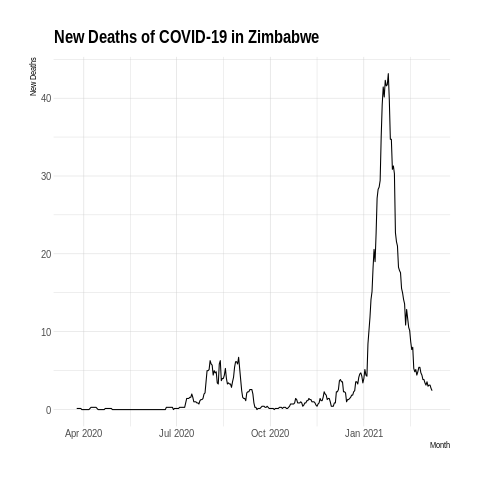 New Deaths of COVID-19 in Zimbabwe
New Deaths
40
30
20
10
0
Apr 2020 Jul 2020 Oct 2020 Jan 2021
Month